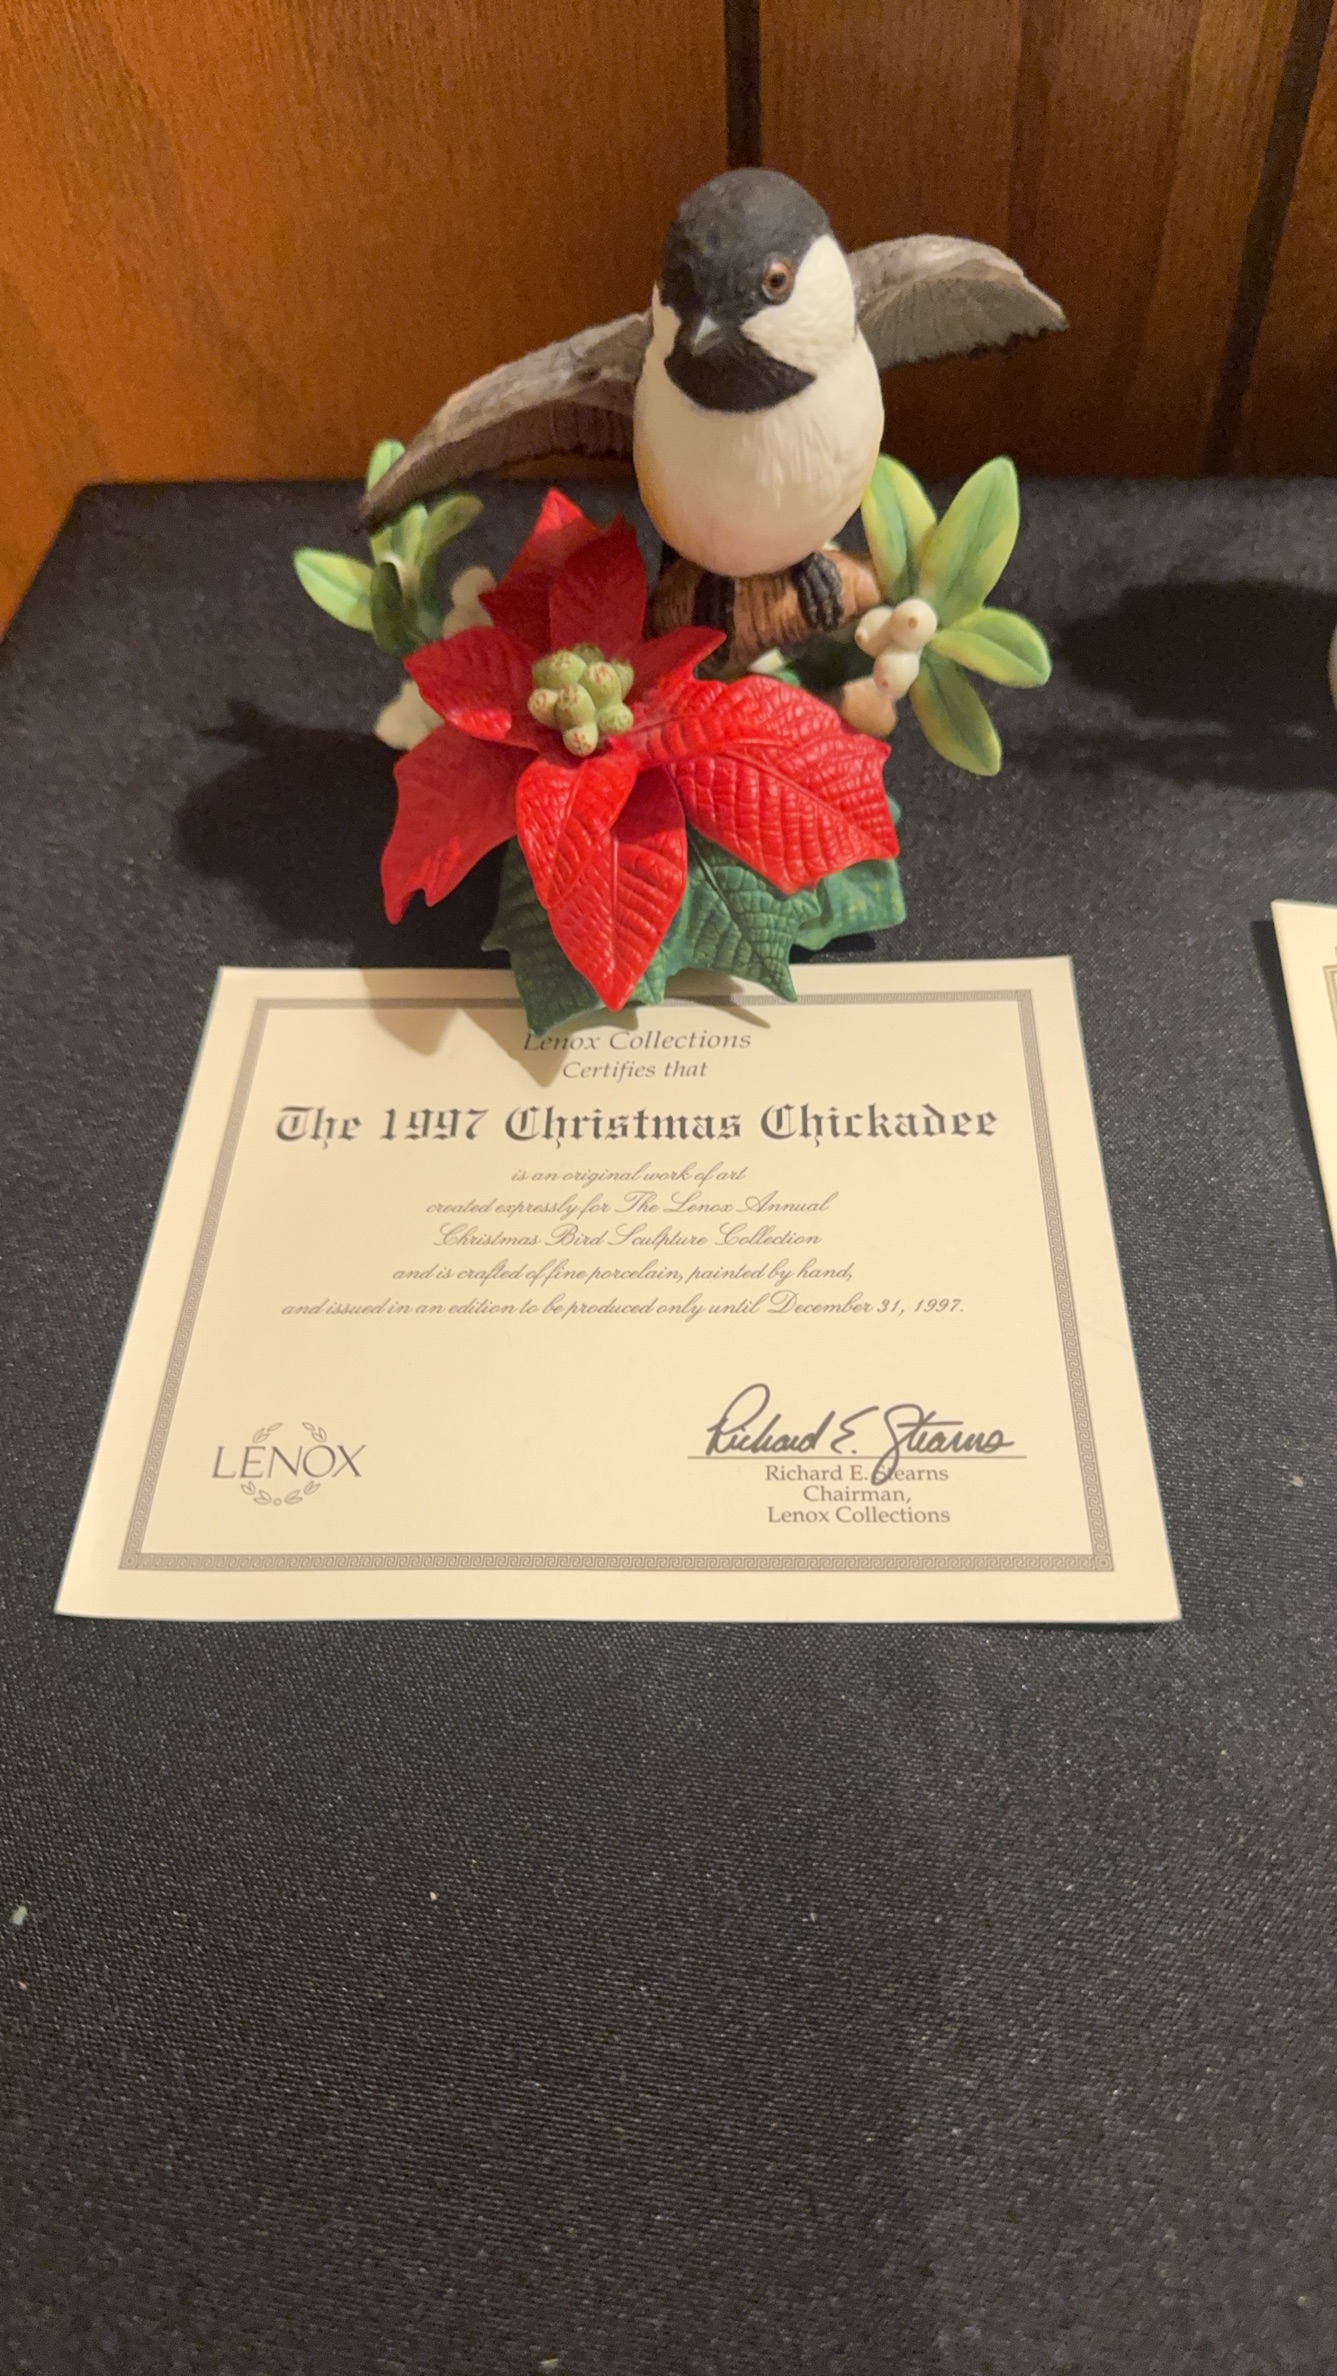 Lenox Collections
Certifies that
The 1997 Christmas Chickadee
is an original work of art
created expressly for The Lenox Annual
Christmas Bird Sculpture Collection
and is crafted of fine porcelain, painted by hand,
and issued in an edition to be produced only until December 31, 1997.
LENOX
Richard E. Stearns
Richard E. Stearns
Chairman,
Lenox Collections